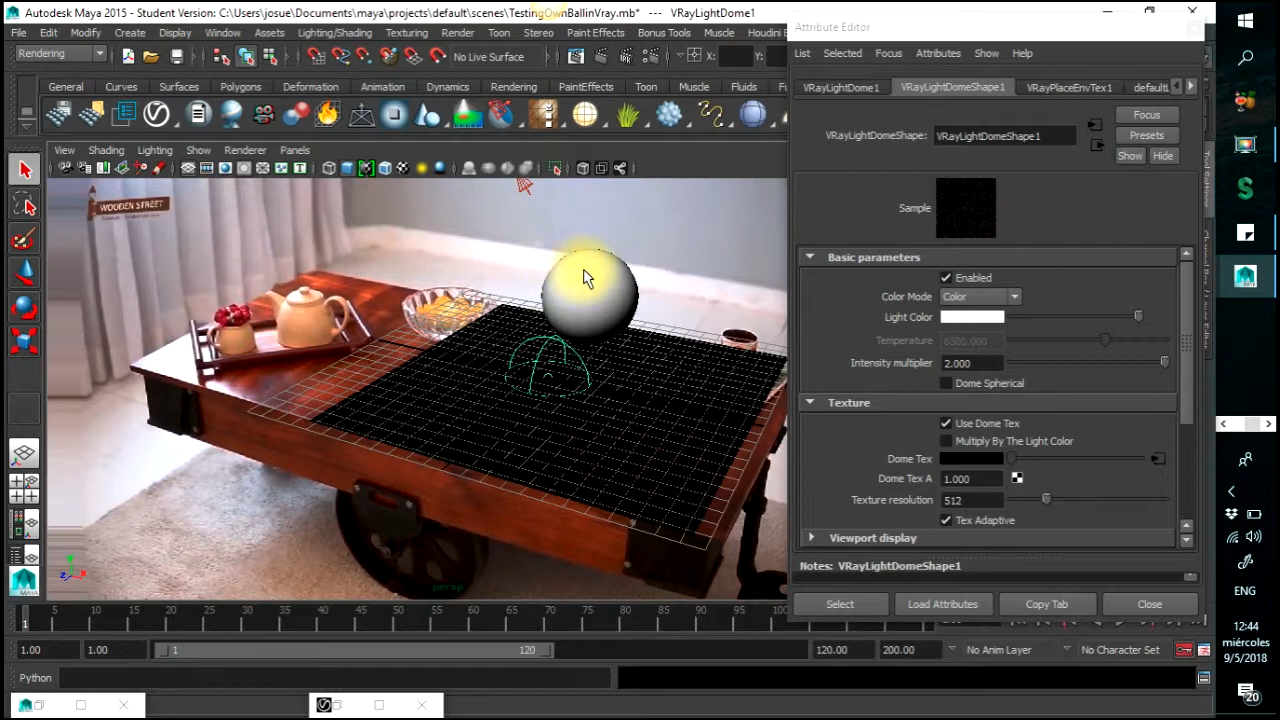 Autodesk Maya 2015 - Student Version: C:\Users\josue\Documents\maya\projects\default\scenes\TestingOwnBallinVray.mb* --- VRayLightDome1
File Edit Modify Create Display Window Assets Lighting/Shading Texturing Render Toon Stereo Paint Effects Bonus Tools Muscle Houdini
Rendering
No Live Surface
X:
Y:
General Curves Surfaces Polygons Deformation Animation Dynamics Rendering PaintEffects Toon Muscle Fluids
View Shading Lighting Show Renderer Panels
WOODEN STREET
persp
Attribute Editor
List Selected Focus Attributes Show Help
VRayLightDome1 VRayLightDomeShape1 VRayPlaceEnvTex1 defaultL
Focus
VRayLightDomeShape: VRayLightDomeShape1
Presets
Show Hide
Sample
Basic parameters
Enabled
Color Mode Color
Light Color
Temperature 6500.000
Intensity multiplier 2.000
Dome Spherical
Texture
Use Dome Tex
Multiply By The Light Color
Dome Tex
Dome Tex A 1.000
Texture resolution 512
Tex Adaptive
Viewport display
Notes: VRayLightDomeShape1
Select Load Attributes Copy Tab Close
1 5 10 15 20 25 30 35 40 45 50 55 60 65 70 75 80 85 90 95 100
1.00 1.00 1 120 120.00 200.00 No Anim Layer No Character Set
Python
ENG
12:44
miércoles
9/5/2018
20